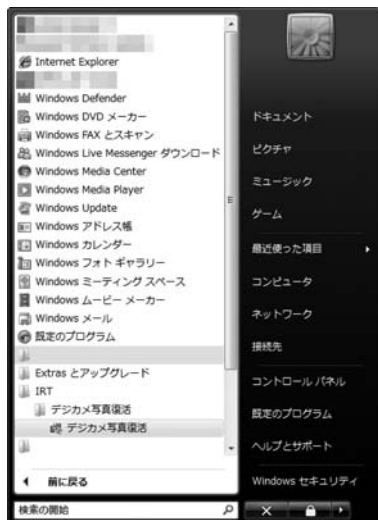 Internet Explorer
Windows Defender
Windows DVD メーカー
Windows FAX とスキャン
Windows Live Messenger ダウンロード
Windows Media Center
Windows Media Player
Windows Update
Windows アドレス帳
Windows カレンダー
Windows フォト ギャラリー
Windows ミーティング スペース
Windows ムービー メーカー
Windows メール
既定のプログラム
Extras とアップグレード
IRT
デジカメ写真復活
デジカメ写真復活
前に戻る
検索の開始
ドキュメント
ピクチャ
ミュージック
ゲーム
最近使った項目
コンピュータ
ネットワーク
接続先
コントロール パネル
既定のプログラム
ヘルプとサポート
Windows セキュリティ